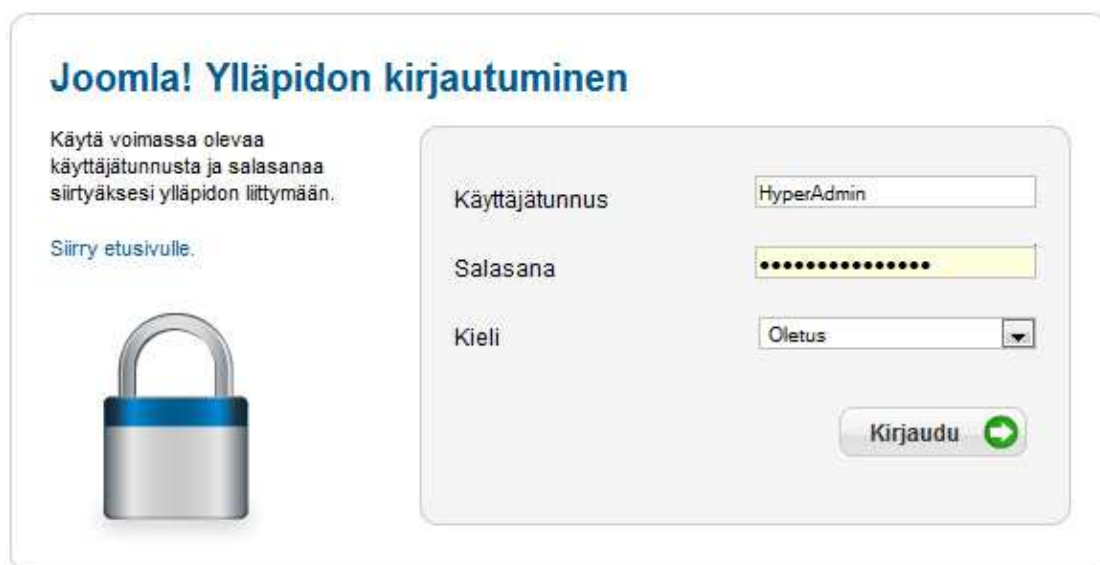 Joomla! Ylläpidon kirjautuminen
Käytä voimassa olevaa
käyttäjätunnusta ja salasanaa
siirtyäksesi ylläpidon liittymään.
Siirry etusivulle.
Käyttäjätunnus
HyperAdmin
Salasana
•••••••••••••••
Kieli
Oletus
Kirjaudu